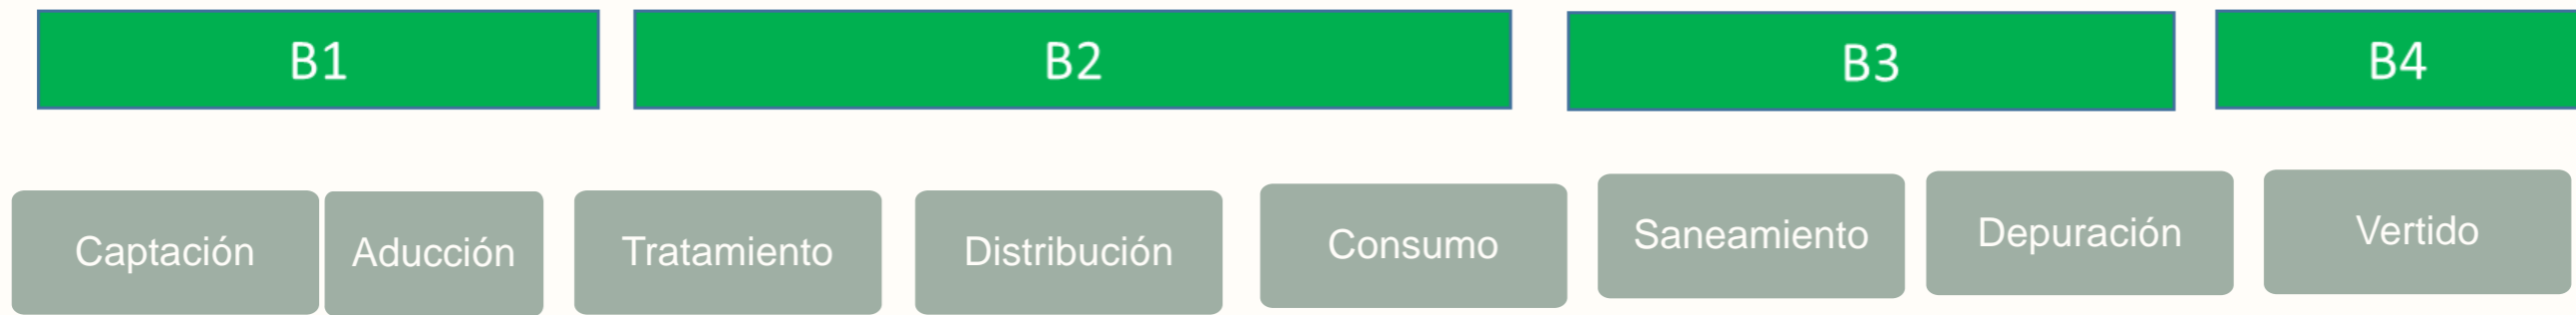 B1 B2 B3 B4
Captación Aducción Tratamiento Distribución Consumo Saneamiento Depuración Vertido